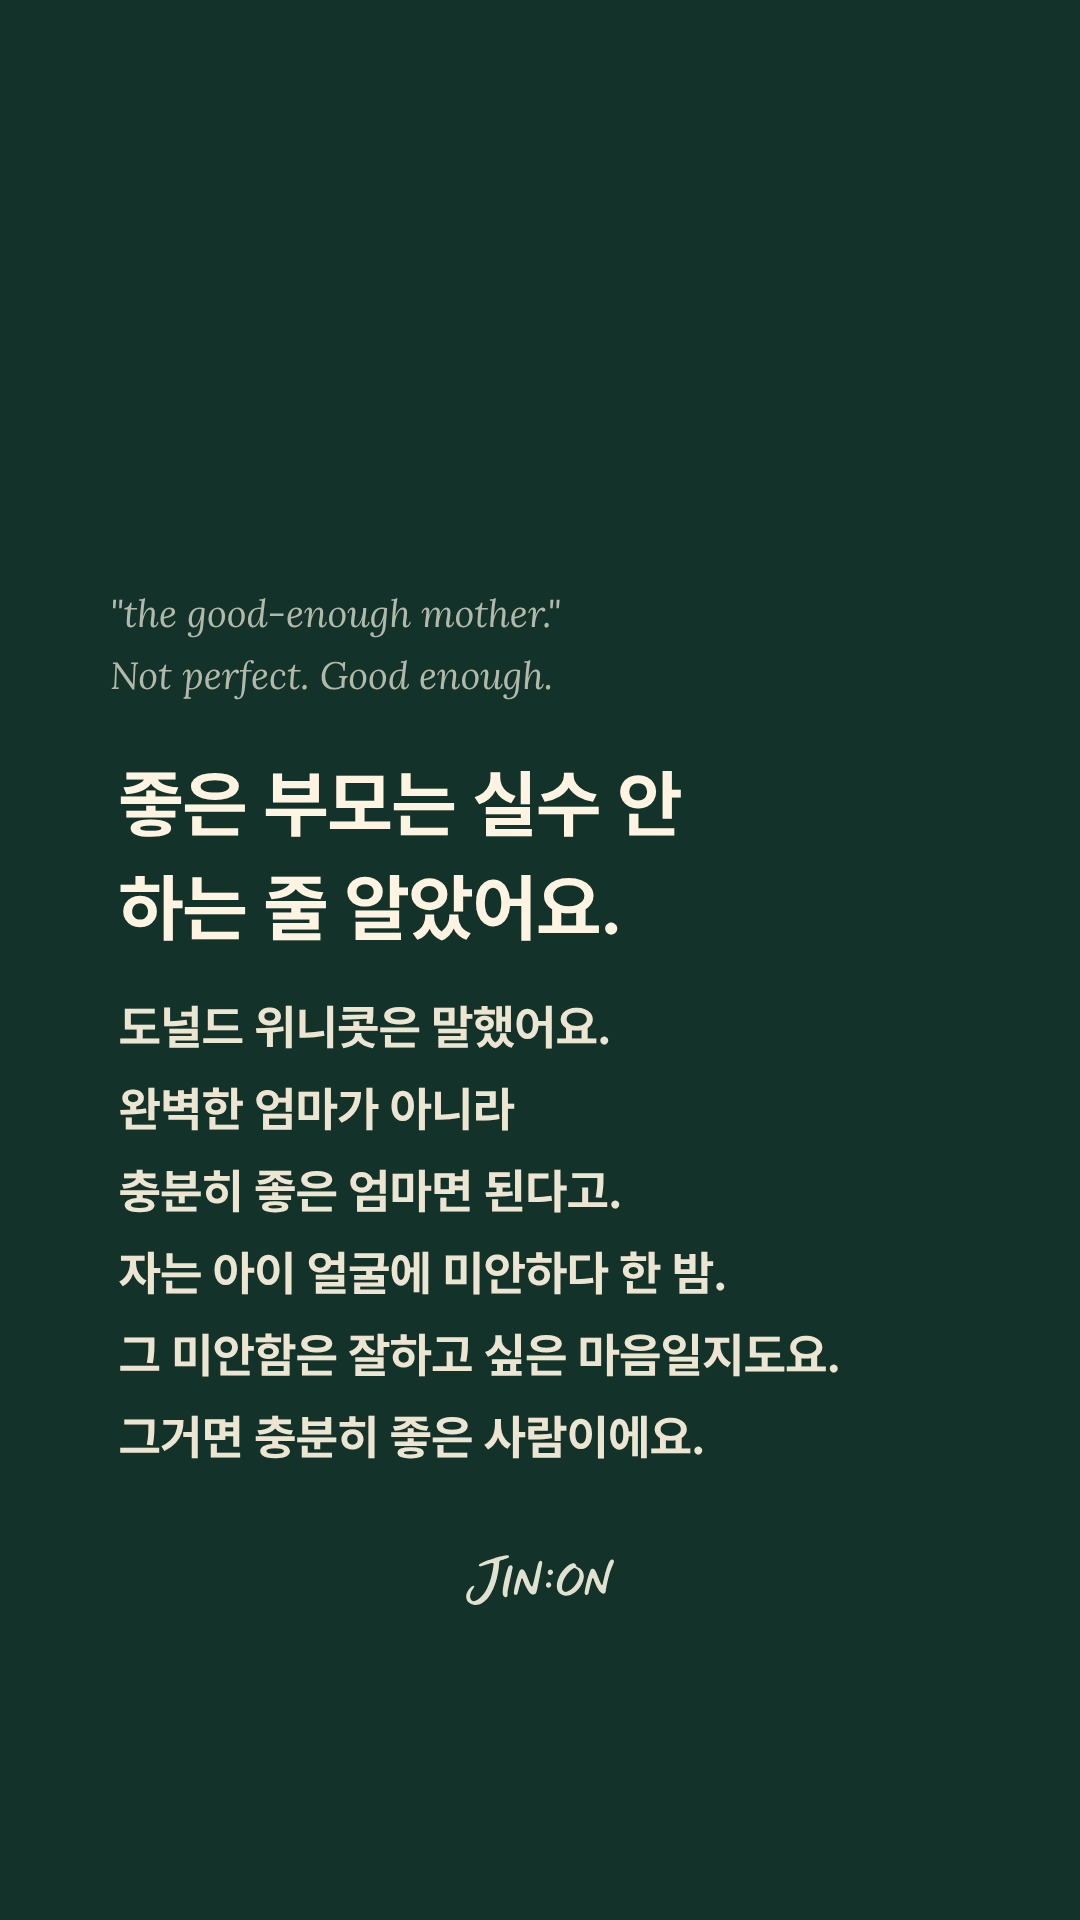 "the good-enough mother."
Not perfect. Good enough.
좋은 부모는 실수 안
하는 줄 알았어요.
도널드 위니콧은 말했어요.
완벽한 엄마가 아니라
충분히 좋은 엄마면 된다고.
자는 아이 얼굴에 미안하다 한 밤.
그 미안함은 잘하고 싶은 마음일지도요.
그거면 충분히 좋은 사람이에요.
JIN:ON